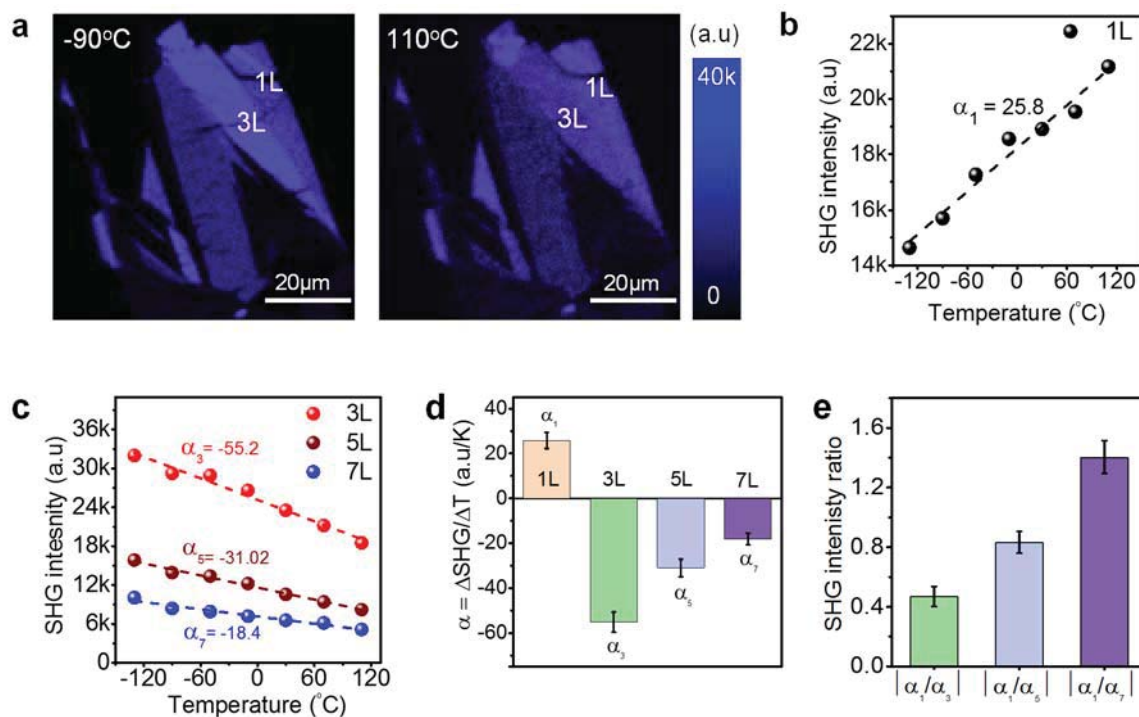 a
-90°C
1L
3L
20µm
110°C
1L
3L
20µm
(a.u)
40k
0
b
1L
α₁ = 25.8
SHG intensity (a.u)
22k
20k
18k
16k
14k
-120 -60 0 60 120
Temperature (°C)
c
3L
5L
7L
α₃= -55.2
α₅= -31.02
α₇= -18.4
SHG intesnity (a.u)
36k
30k
24k
18k
12k
6k
0
-120 -60 0 60 120
Temperature (°C)
d
α = ΔSHG/ΔT (a.u/K)
40
20
0
-20
-40
-60
α₁
1L 3L 5L 7L
α₃
α₅
α₇
e
SHG intenisty ratio
1.6
1.2
0.8
0.4
0.0
|α₁/α₃| |α₁/α₅| |α₁/α₇|